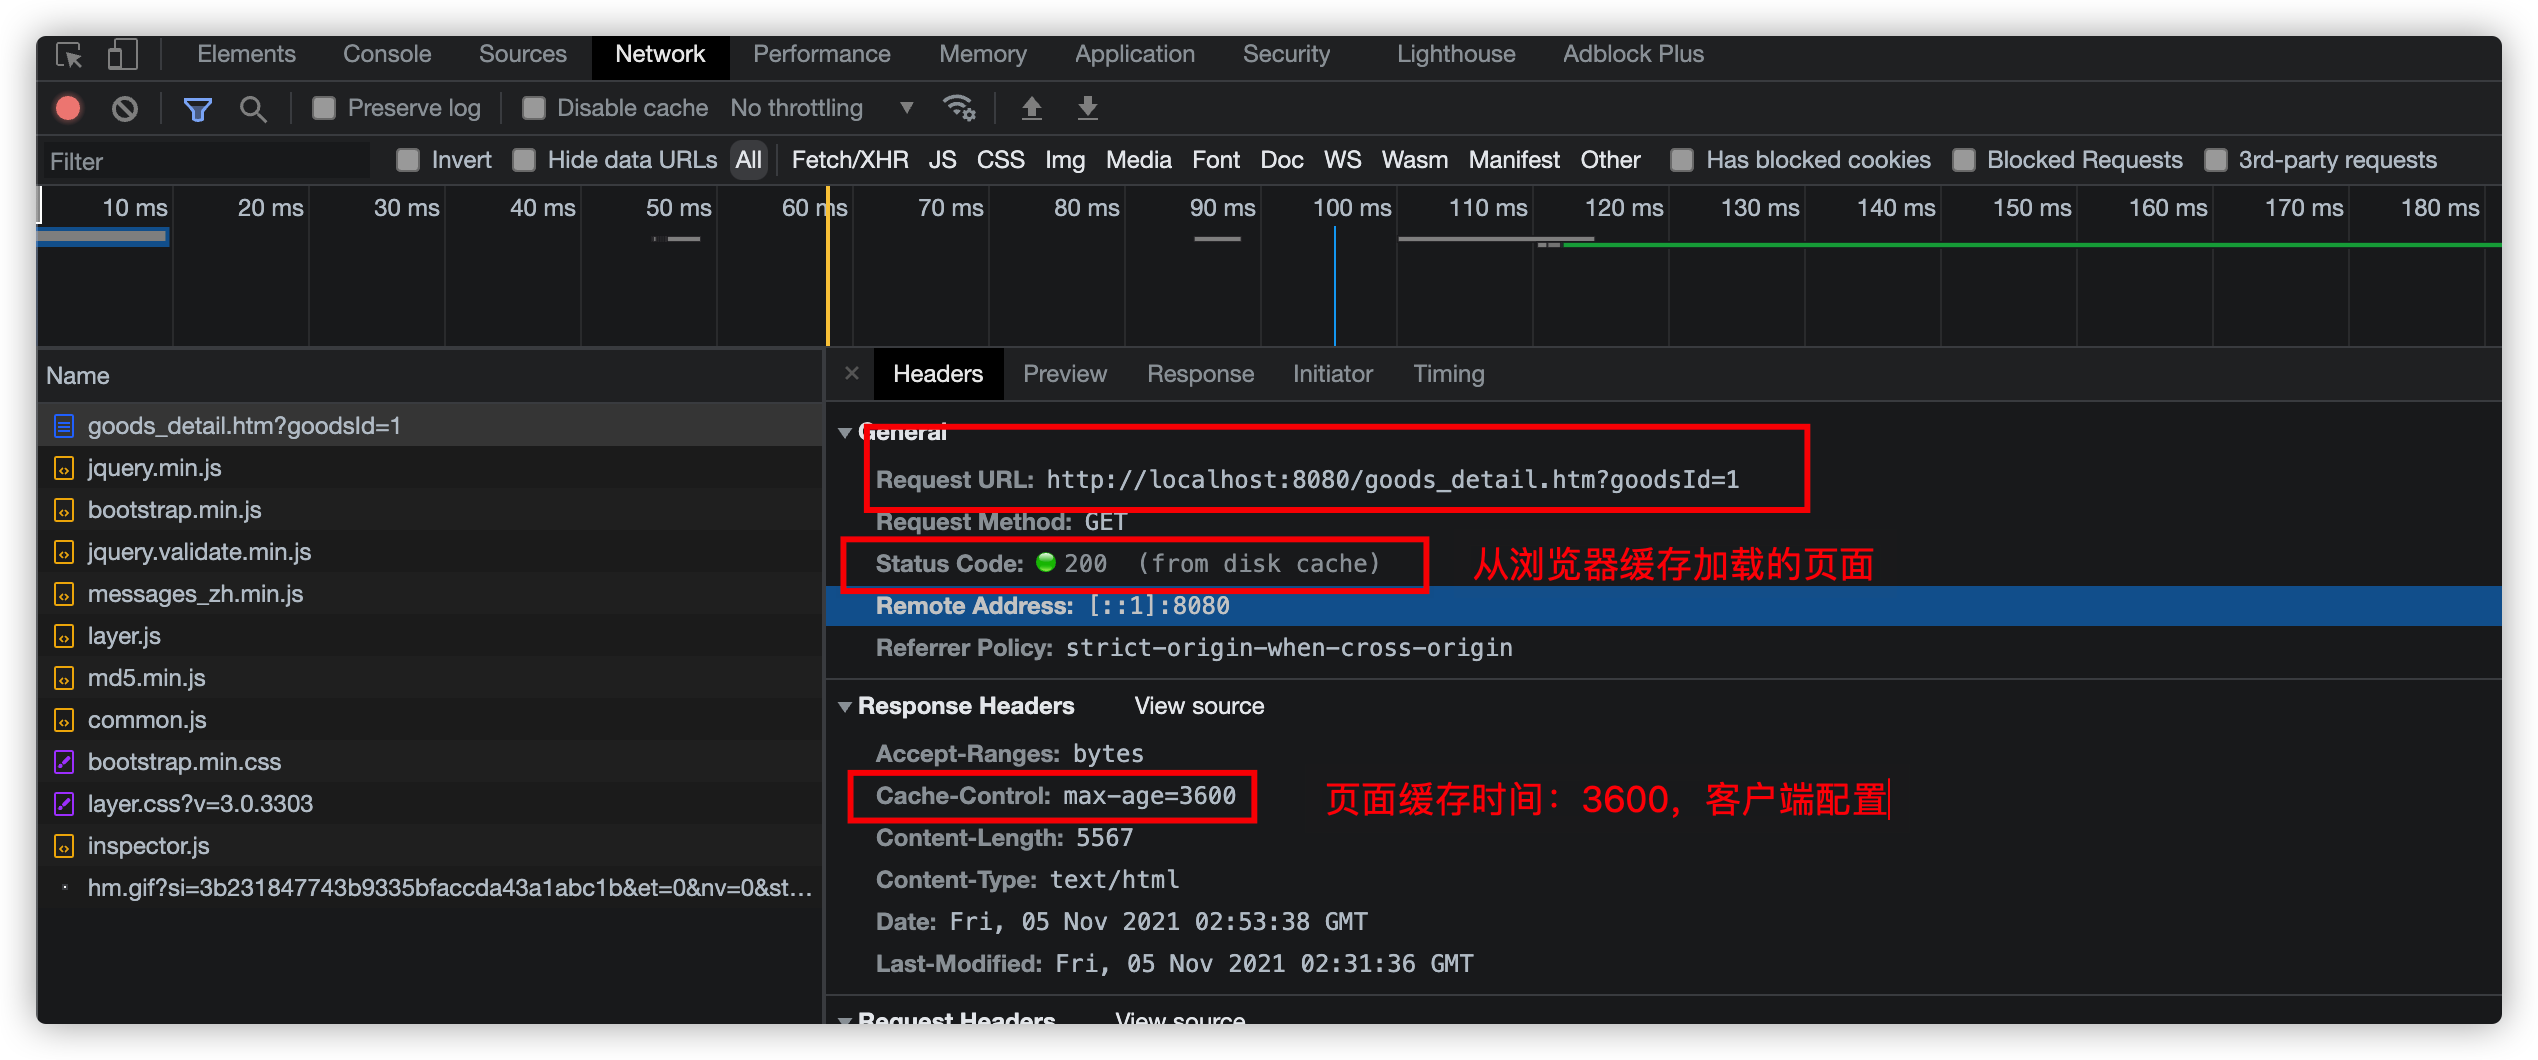 Elements Console Sources Network Performance Memory Application Security Lighthouse Adblock Plus
Preserve log Disable cache No throttling
Filter Invert Hide data URLs All Fetch/XHR JS CSS Img Media Font Doc WS Wasm Manifest Other Has blocked cookies Blocked Requests 3rd-party requests
10 ms 20 ms 30 ms 40 ms 50 ms 60 ms 70 ms 80 ms 90 ms 100 ms 110 ms 120 ms 130 ms 140 ms 150 ms 160 ms 170 ms 180 ms
Name
goods_detail.htm?goodsId=1
jquery.min.js
bootstrap.min.js
jquery.validate.min.js
messages_zh.min.js
layer.js
md5.min.js
common.js
bootstrap.min.css
layer.css?v=3.0.3303
inspector.js
hm.gif?si=3b231847743b9335bfaccda43a1abc1b&et=0&nv=0&st...
Headers Preview Response Initiator Timing
General
Request URL: http://localhost:8080/goods_detail.htm?goodsId=1
Request Method: GET
Status Code: 200 (from disk cache) 从浏览器缓存加载的页面
Remote Address: [::1]:8080
Referrer Policy: strict-origin-when-cross-origin
Response Headers View source
Accept-Ranges: bytes
Cache-Control: max-age=3600 页面缓存时间：3600，客户端配置
Content-Length: 5567
Content-Type: text/html
Date: Fri, 05 Nov 2021 02:53:38 GMT
Last-Modified: Fri, 05 Nov 2021 02:31:36 GMT
Request Headers View source